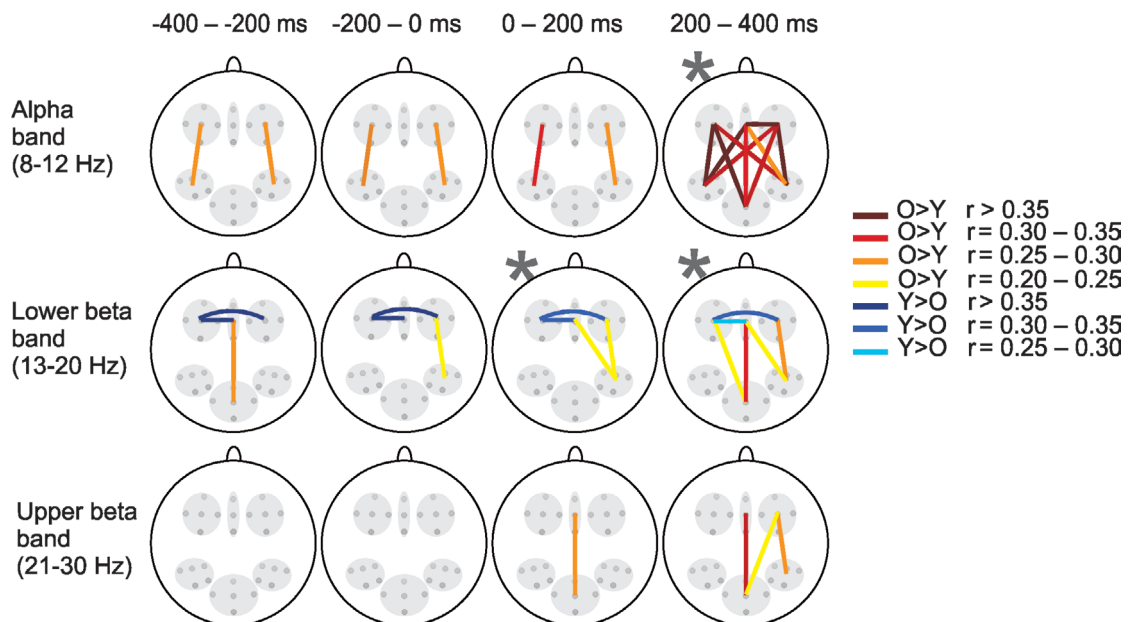 -400 – -200 ms
-200 – 0 ms
0 – 200 ms
200 – 400 ms
*
Alpha
band
(8-12 Hz)
O>Y r > 0.35
O>Y r= 0.30 – 0.35
O>Y r= 0.25 – 0.30
O>Y r= 0.20 – 0.25
Y>O r> 0.35
Y>O r= 0.30 – 0.35
Y>O r= 0.25 – 0.30
*
*
Lower beta
band
(13-20 Hz)
Upper beta
band
(21-30 Hz)